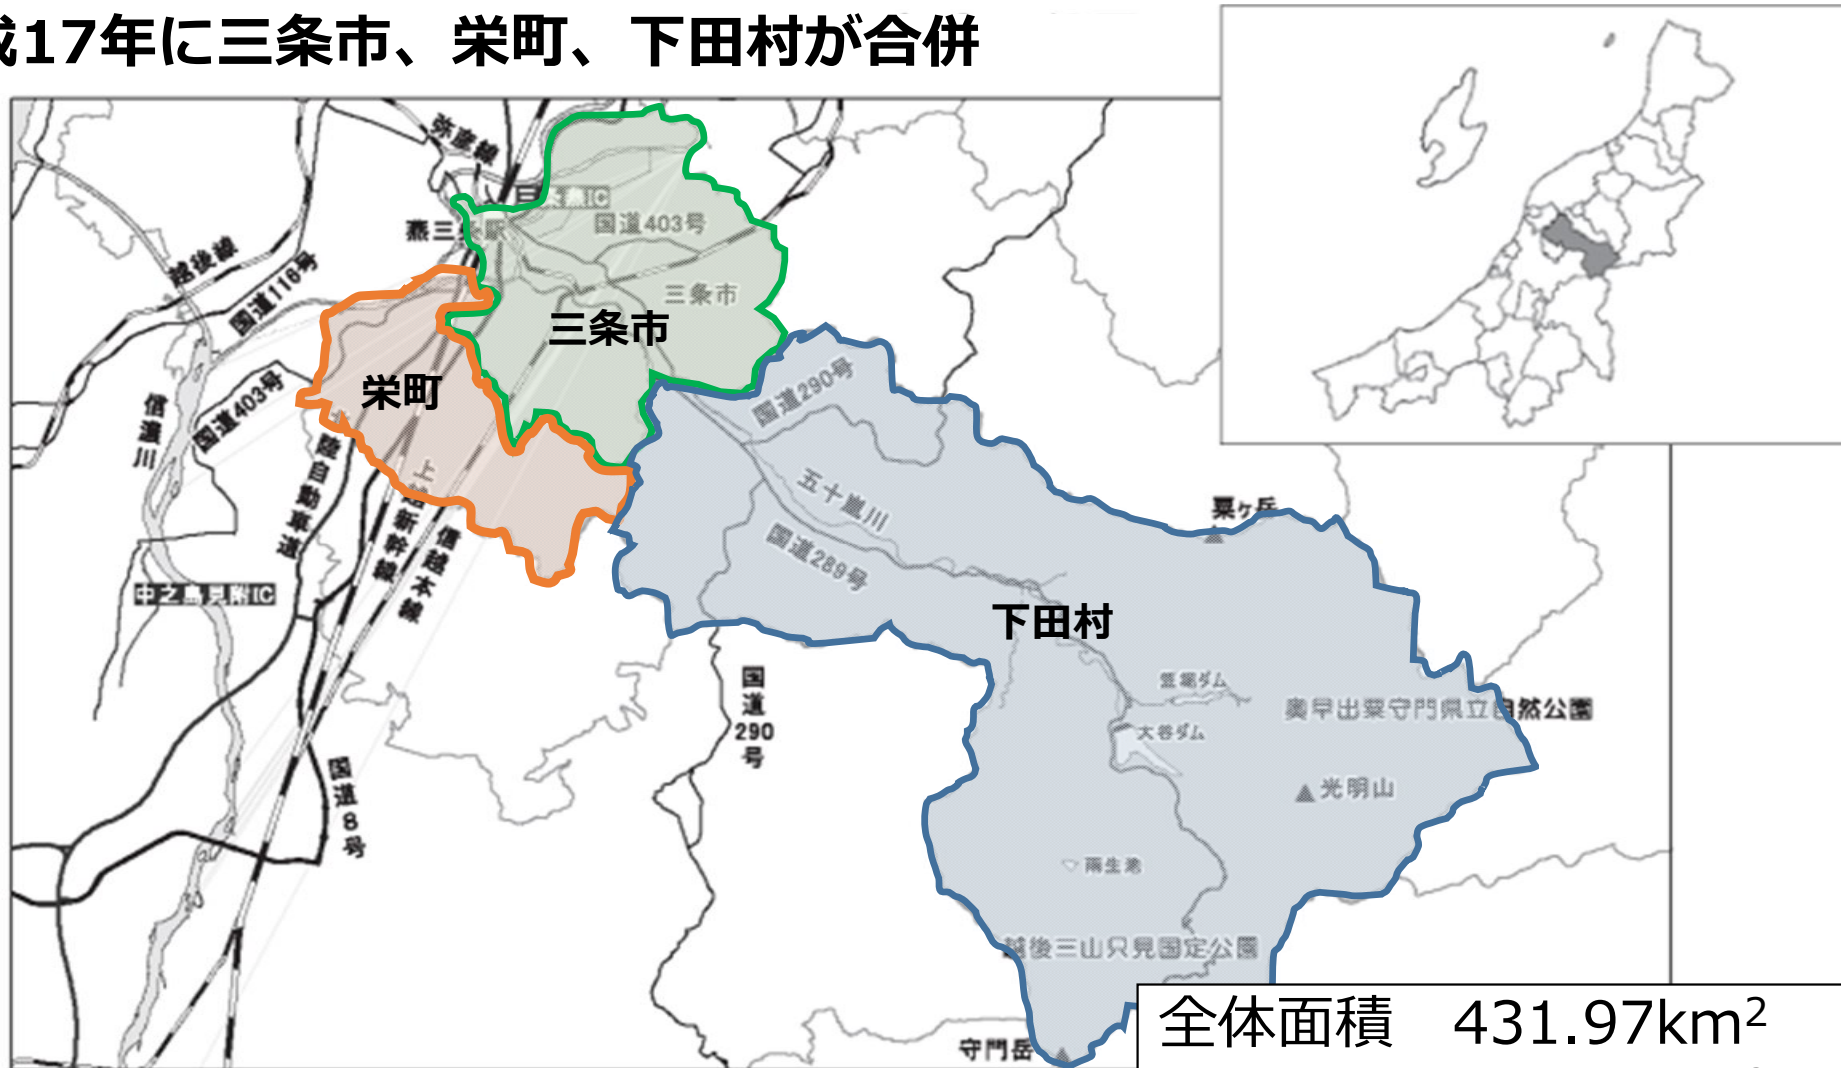 成17年に三条市、栄町、下田村が合併
弥彦線
燕三条駅
国道403号
三条市
越後線
国道116号
三条市
栄町
国道403号
信濃川
北陸自動車道
上越新幹線
信越本線
中之島見附IC
国道290号
五十嵐川
国道289号
粟ヶ岳
下田村
笠堀ダム
大谷ダム
奥早出粟守門県立自然公園
光明山
国道290号
国道8号
雨生池
越後三山只見国定公園
守門岳
全体面積 431.97km²